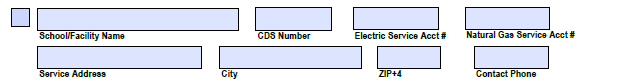 School/Facility Name CDS Number Electric Service Acct # Natural Gas Service Acct #
Service Address City ZIP+4 Contact Phone